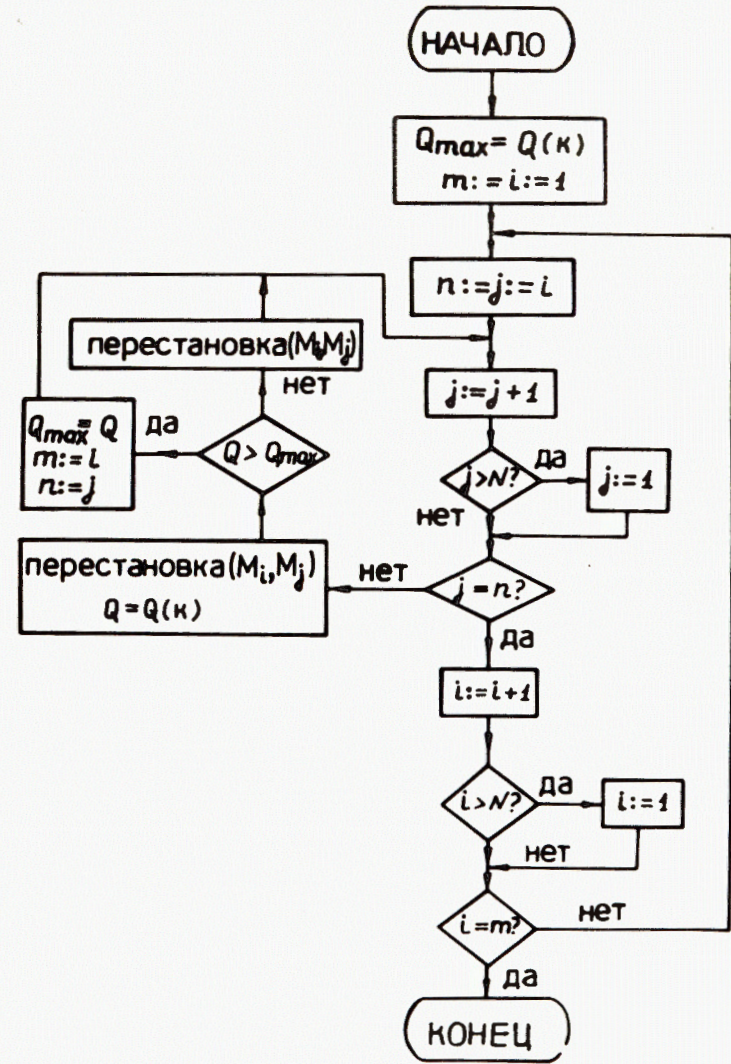 НАЧАЛО
Qmax= Q(к)
m:=i:=1
n:=j:=i
перестановка(Mi,Mj)
нет
j:=j+1
Qmax= Q
m:=i
n:=j
да
Q>Qmax
j>N?
да
j:=1
нет
перестановка(Mi,Mj)
Q=Q(к)
нет
j=n?
да
i:=i+1
i>N?
да
i:=1
нет
i=m?
нет
да
КОНЕЦ